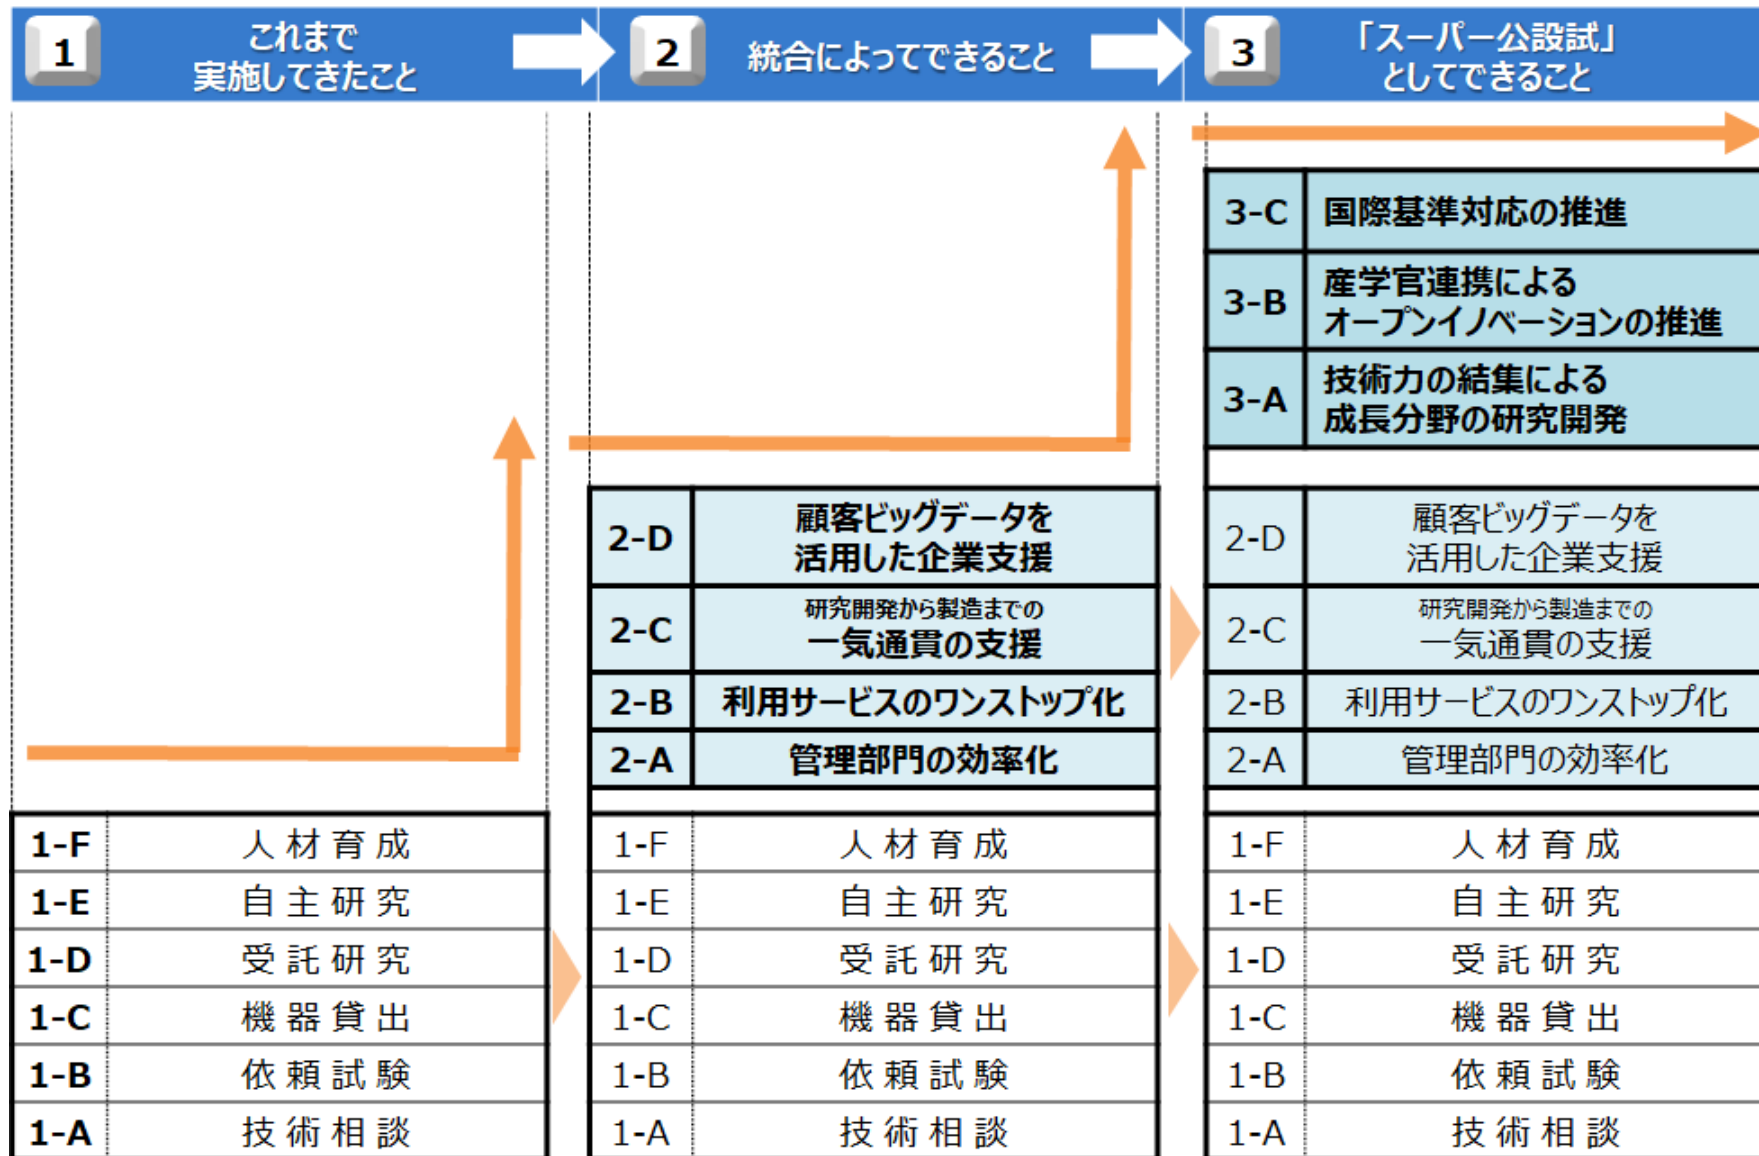 1
これまで
実施してきたこと
2
統合によってできること
3
「スーパー公設試」
としてできること
3-C 国際基準対応の推進
3-B 産学官連携による
オープンイノベーションの推進
3-A 技術力の結集による
成長分野の研究開発
2-D 顧客ビッグデータを
活用した企業支援
2-C 研究開発から製造までの
一気通貫の支援
2-B 利用サービスのワンストップ化
2-A 管理部門の効率化
2-D 顧客ビッグデータを
活用した企業支援
2-C 研究開発から製造までの
一気通貫の支援
2-B 利用サービスのワンストップ化
2-A 管理部門の効率化
1-F 人材育成
1-E 自主研究
1-D 受託研究
1-C 機器貸出
1-B 依頼試験
1-A 技術相談
1-F 人材育成
1-E 自主研究
1-D 受託研究
1-C 機器貸出
1-B 依頼試験
1-A 技術相談
1-F 人材育成
1-E 自主研究
1-D 受託研究
1-C 機器貸出
1-B 依頼試験
1-A 技術相談